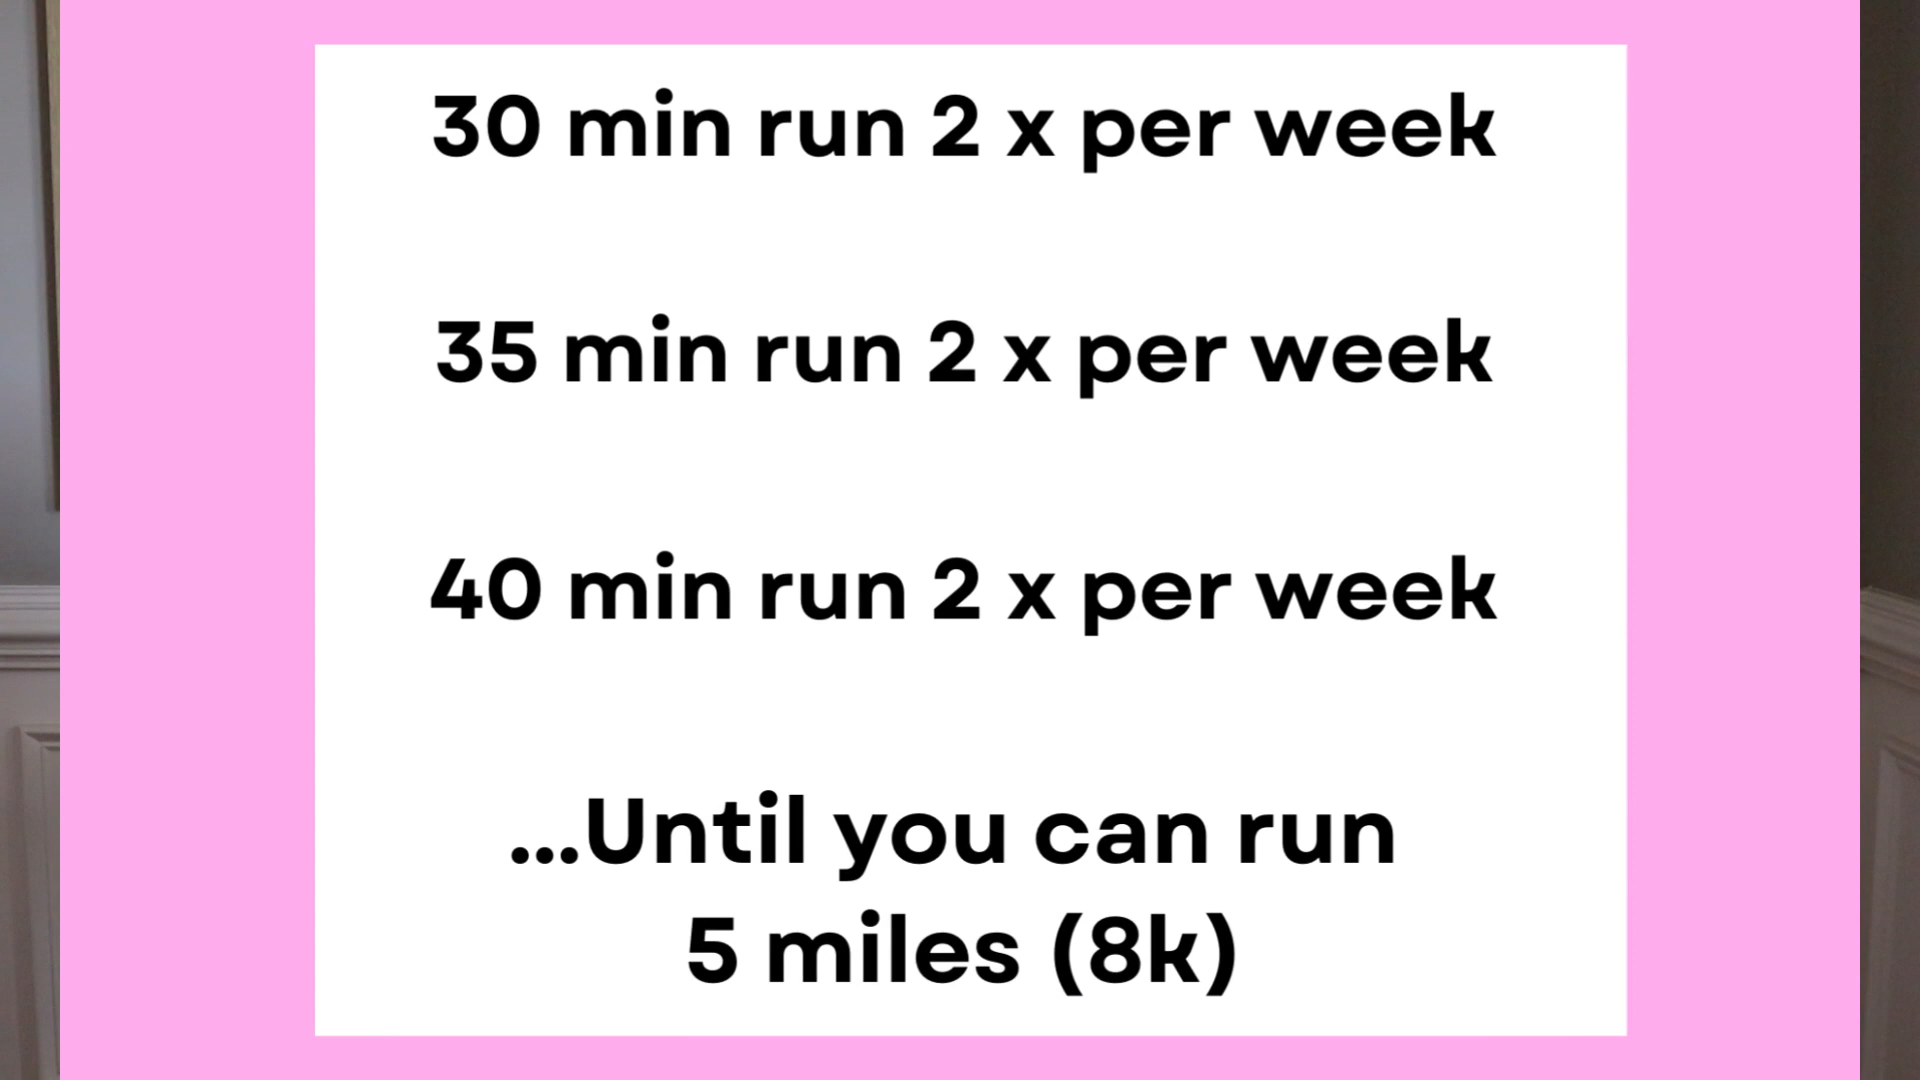 30 min run 2 x per week
35 min run 2 x per week
40 min run 2 x per week
...Until you can run
5 miles (8k)